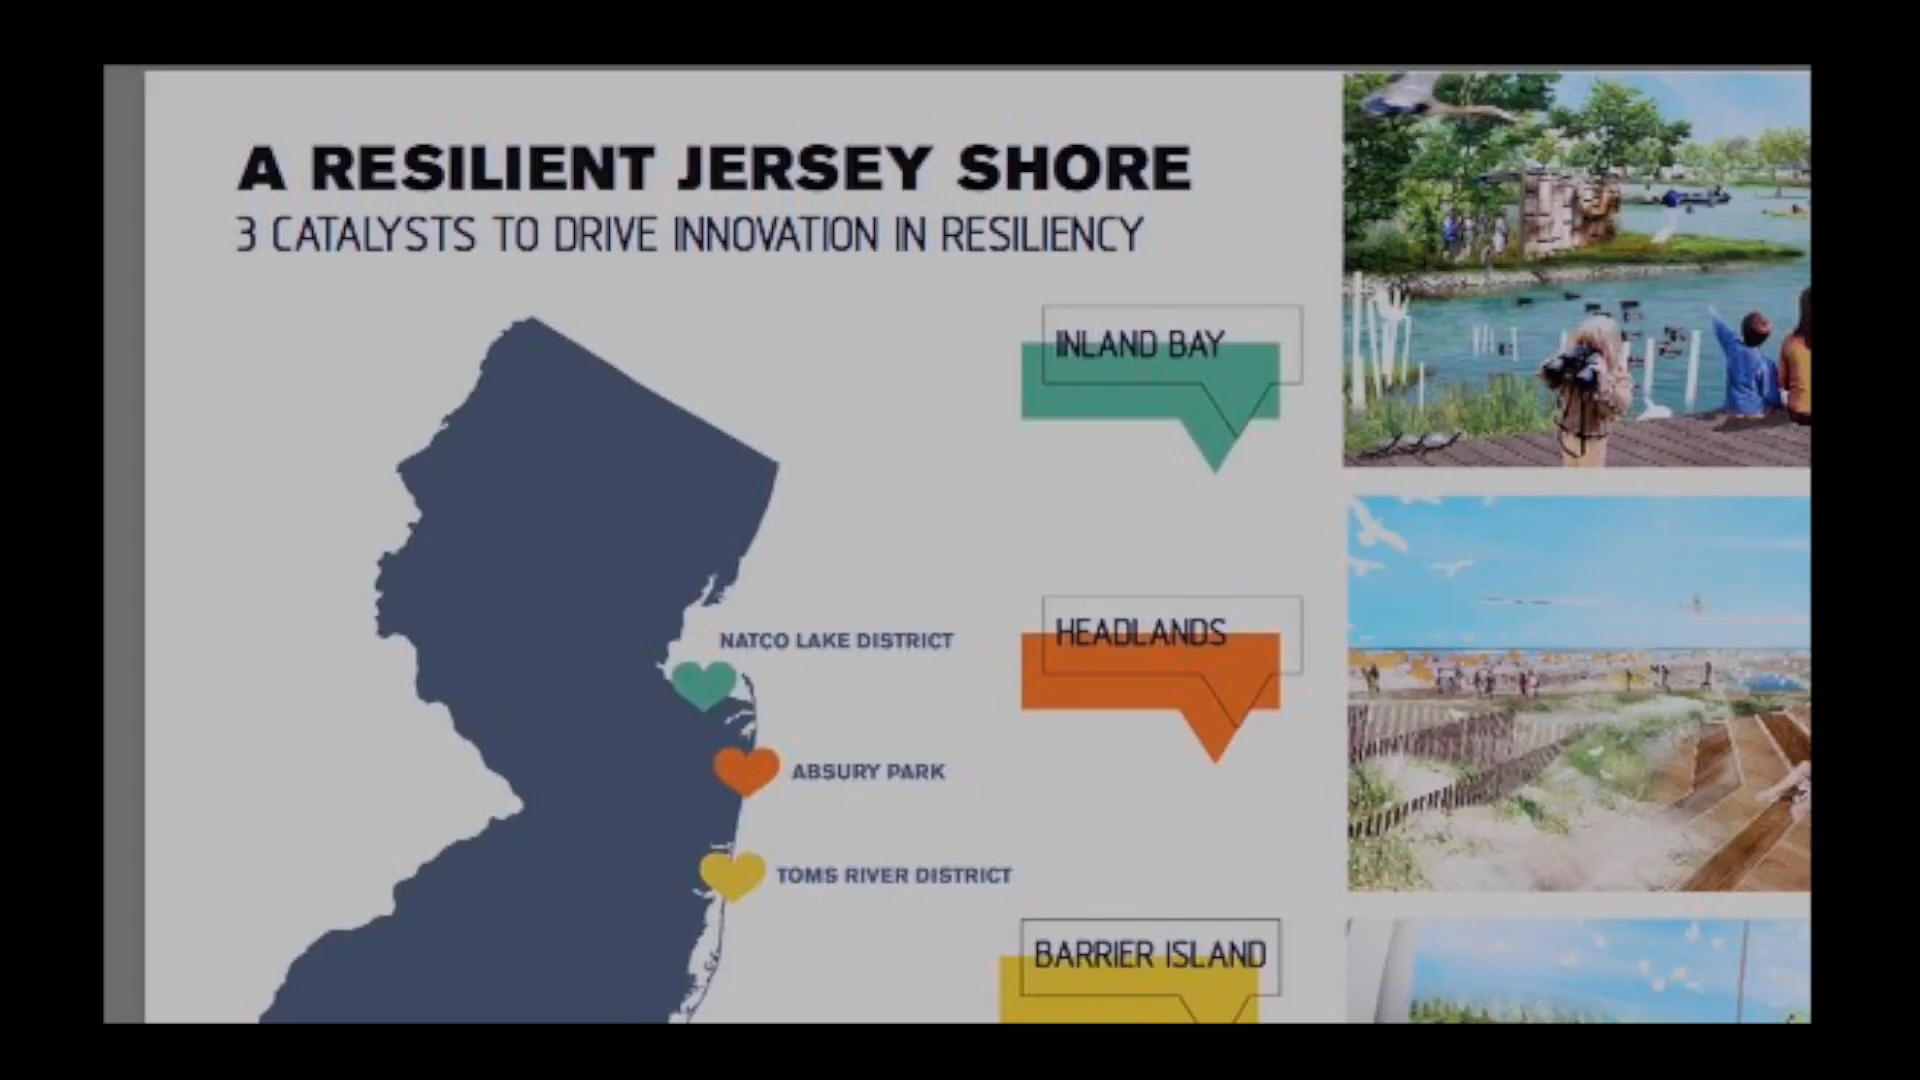 A RESILIENT JERSEY SHORE
3 CATALYSTS TO DRIVE INNOVATION IN RESILIENCY
INLAND BAY
HEADLANDS
NATCO LAKE DISTRICT
ABSURY PARK
TOMS RIVER DISTRICT
BARRIER ISLAND